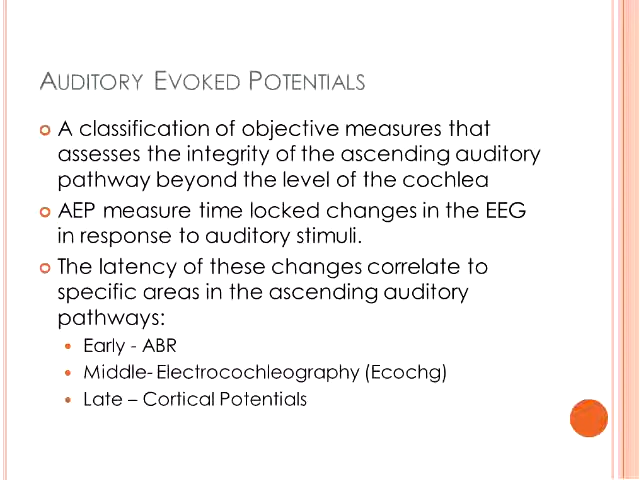 AUDITORY EVOKED POTENTIALS
A classification of objective measures that
assesses the integrity of the ascending auditory
pathway beyond the level of the cochlea
AEP measure time locked changes in the EEG
in response to auditory stimuli.
The latency of these changes correlate to
specific areas in the ascending auditory
pathways:
Early - ABR
Middle- Electrocochleography (Ecochg)
Late – Cortical Potentials